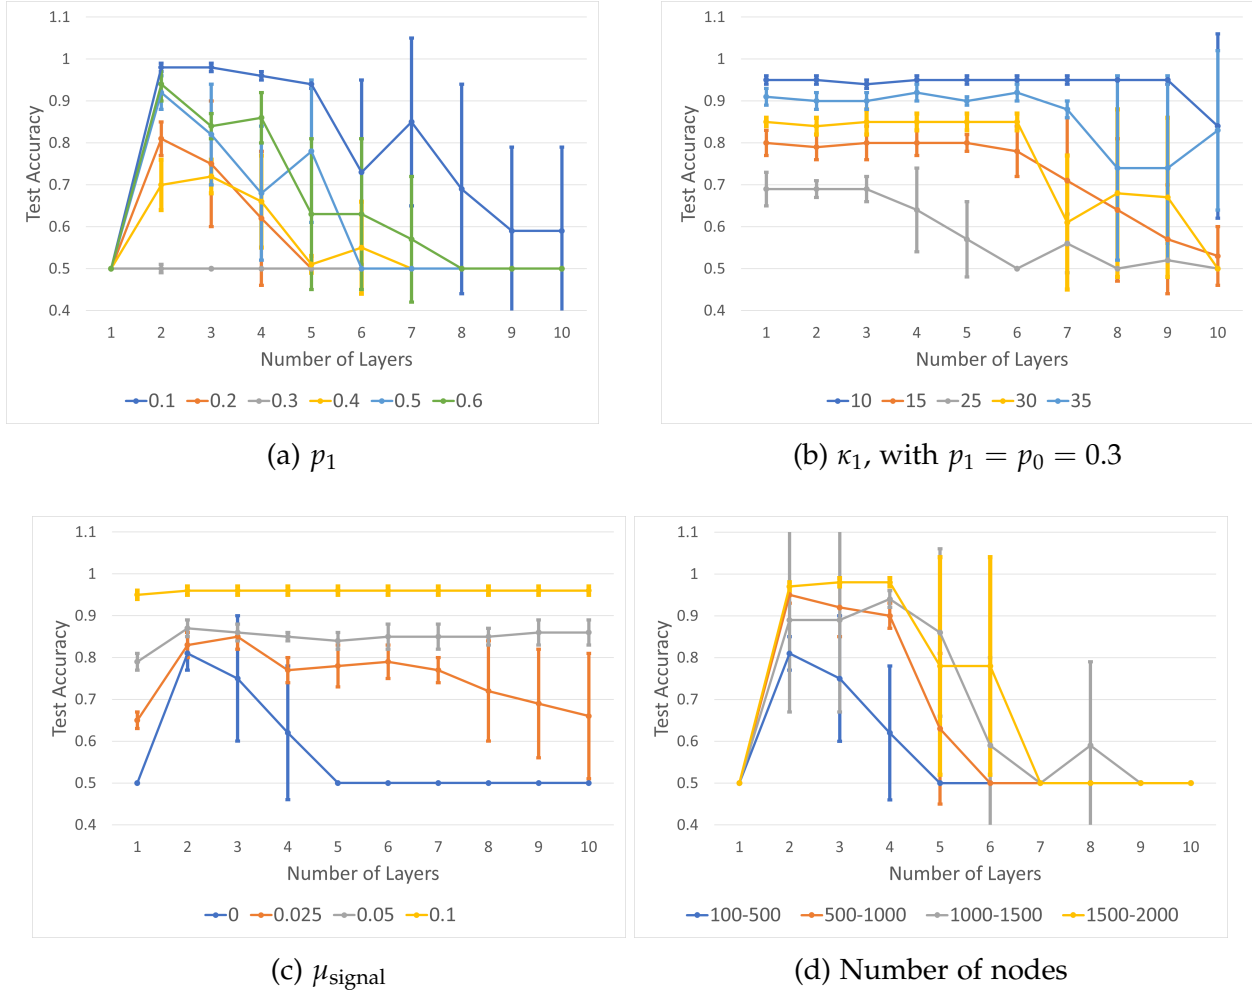 1.1
1
0.9
0.8
0.7
0.6
0.5
0.4
Test Accuracy
1 2 3 4 5 6 7 8 9 10
Number of Layers
0.1 0.2 0.3 0.4 0.5 0.6
(a) p₁
1.1
1
0.9
0.8
0.7
0.6
0.5
0.4
Test Accuracy
1 2 3 4 5 6 7 8 9 10
Number of Layers
10 15 25 30 35
(b) κ₁, with p₁ = p₀ = 0.3
1.1
1
0.9
0.8
0.7
0.6
0.5
0.4
Test Accuracy
1 2 3 4 5 6 7 8 9 10
Number of Layers
0 0.025 0.05 0.1
(c) μsignal
1.1
1
0.9
0.8
0.7
0.6
0.5
0.4
Test Accuracy
1 2 3 4 5 6 7 8 9 10
Number of Layers
100-500 500-1000 1000-1500 1500-2000
(d) Number of nodes